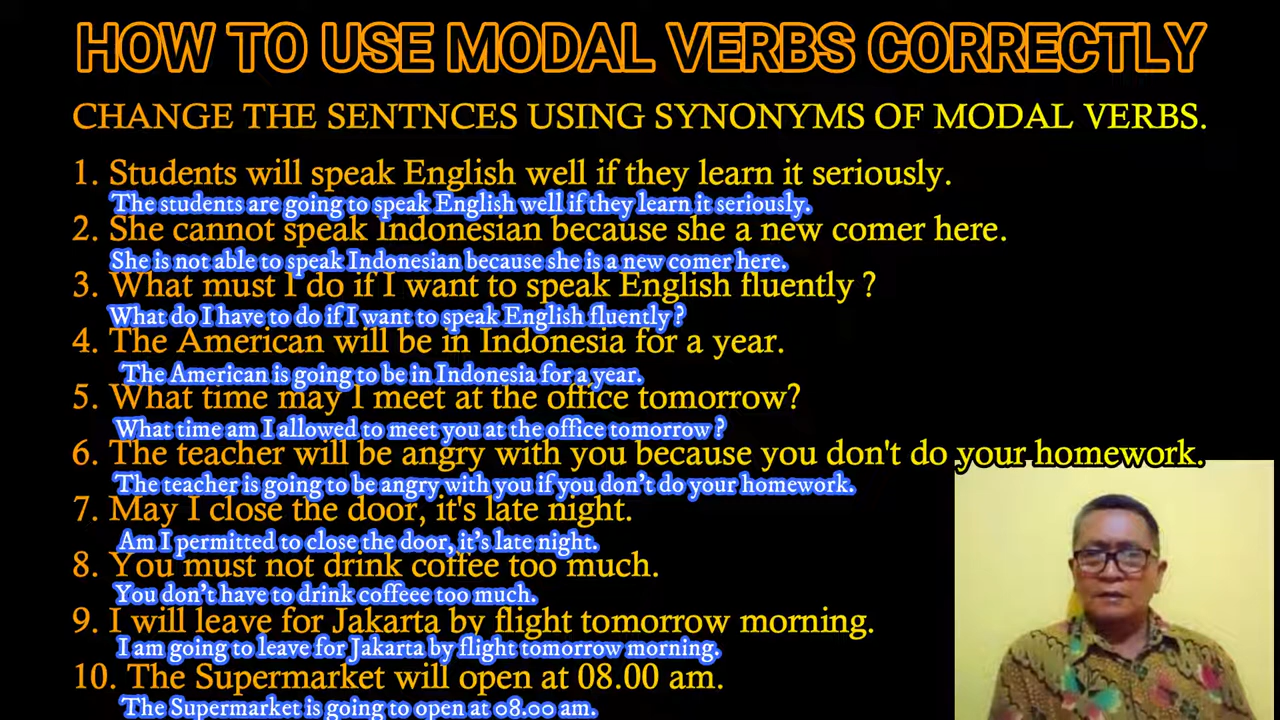 HOW TO USE MODAL VERBS CORRECTLY
CHANGE THE SENTNCES USING SYNONYMS OF MODAL VERBS.
1. Students will speak English well if they learn it seriously.
The students are going to speak English well if they learn it seriously.
2. She cannot speak Indonesian because she a new comer here.
She is not able to speak Indonesian because she is a new comer here.
3. What must I do if I want to speak English fluently ?
What do I have to do if I want to speak English fluently ?
4. The American will be in Indonesia for a year.
The American is going to be in Indonesia for a year.
5. What time may I meet at the office tomorrow?
What time am I allowed to meet you at the office tomorrow ?
6. The teacher will be angry with you because you don't do your homework.
The teacher is going to be angry with you if you don't do your homework.
7. May I close the door, it's late night.
Am I permitted to close the door, it's late night.
8. You must not drink coffee too much.
You don't have to drink coffeee too much.
9. I will leave for Jakarta by flight tomorrow morning.
I am going to leave for Jakarta by flight tomorrow morning.
10. The Supermarket will open at 08.00 am.
The Supermarket is going to open at 08.00 am.